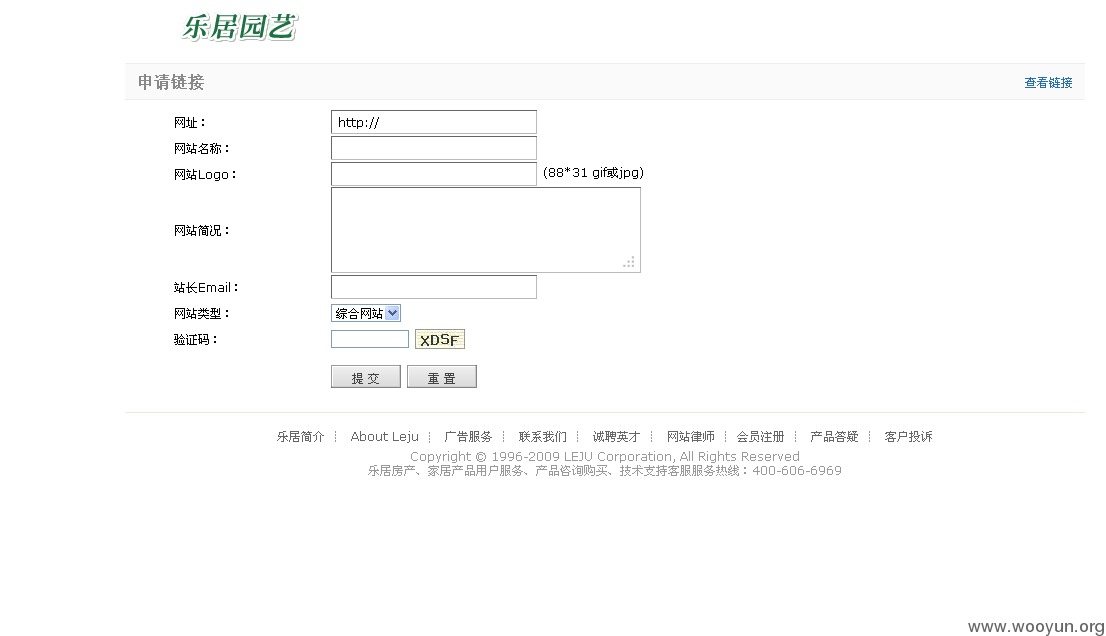 乐居园艺
申请链接 查看链接
网址： http://
网站名称：
网站Logo： (88*31 gif或jpg)
网站简况：
站长Email：
网站类型： 综合网站
验证码： XDSF
提 交 重 置
乐居简介 ┊ About Leju ┊ 广告服务 ┊ 联系我们 ┊ 诚聘英才 ┊ 网站律师 ┊ 会员注册 ┊ 产品答疑 ┊ 客户投诉
Copyright © 1996-2009 LEJU Corporation, All Rights Reserved
乐居房产、家居产品用户服务、产品咨询购买、技术支持客服服务热线：400-606-6969
www.wooyun.org